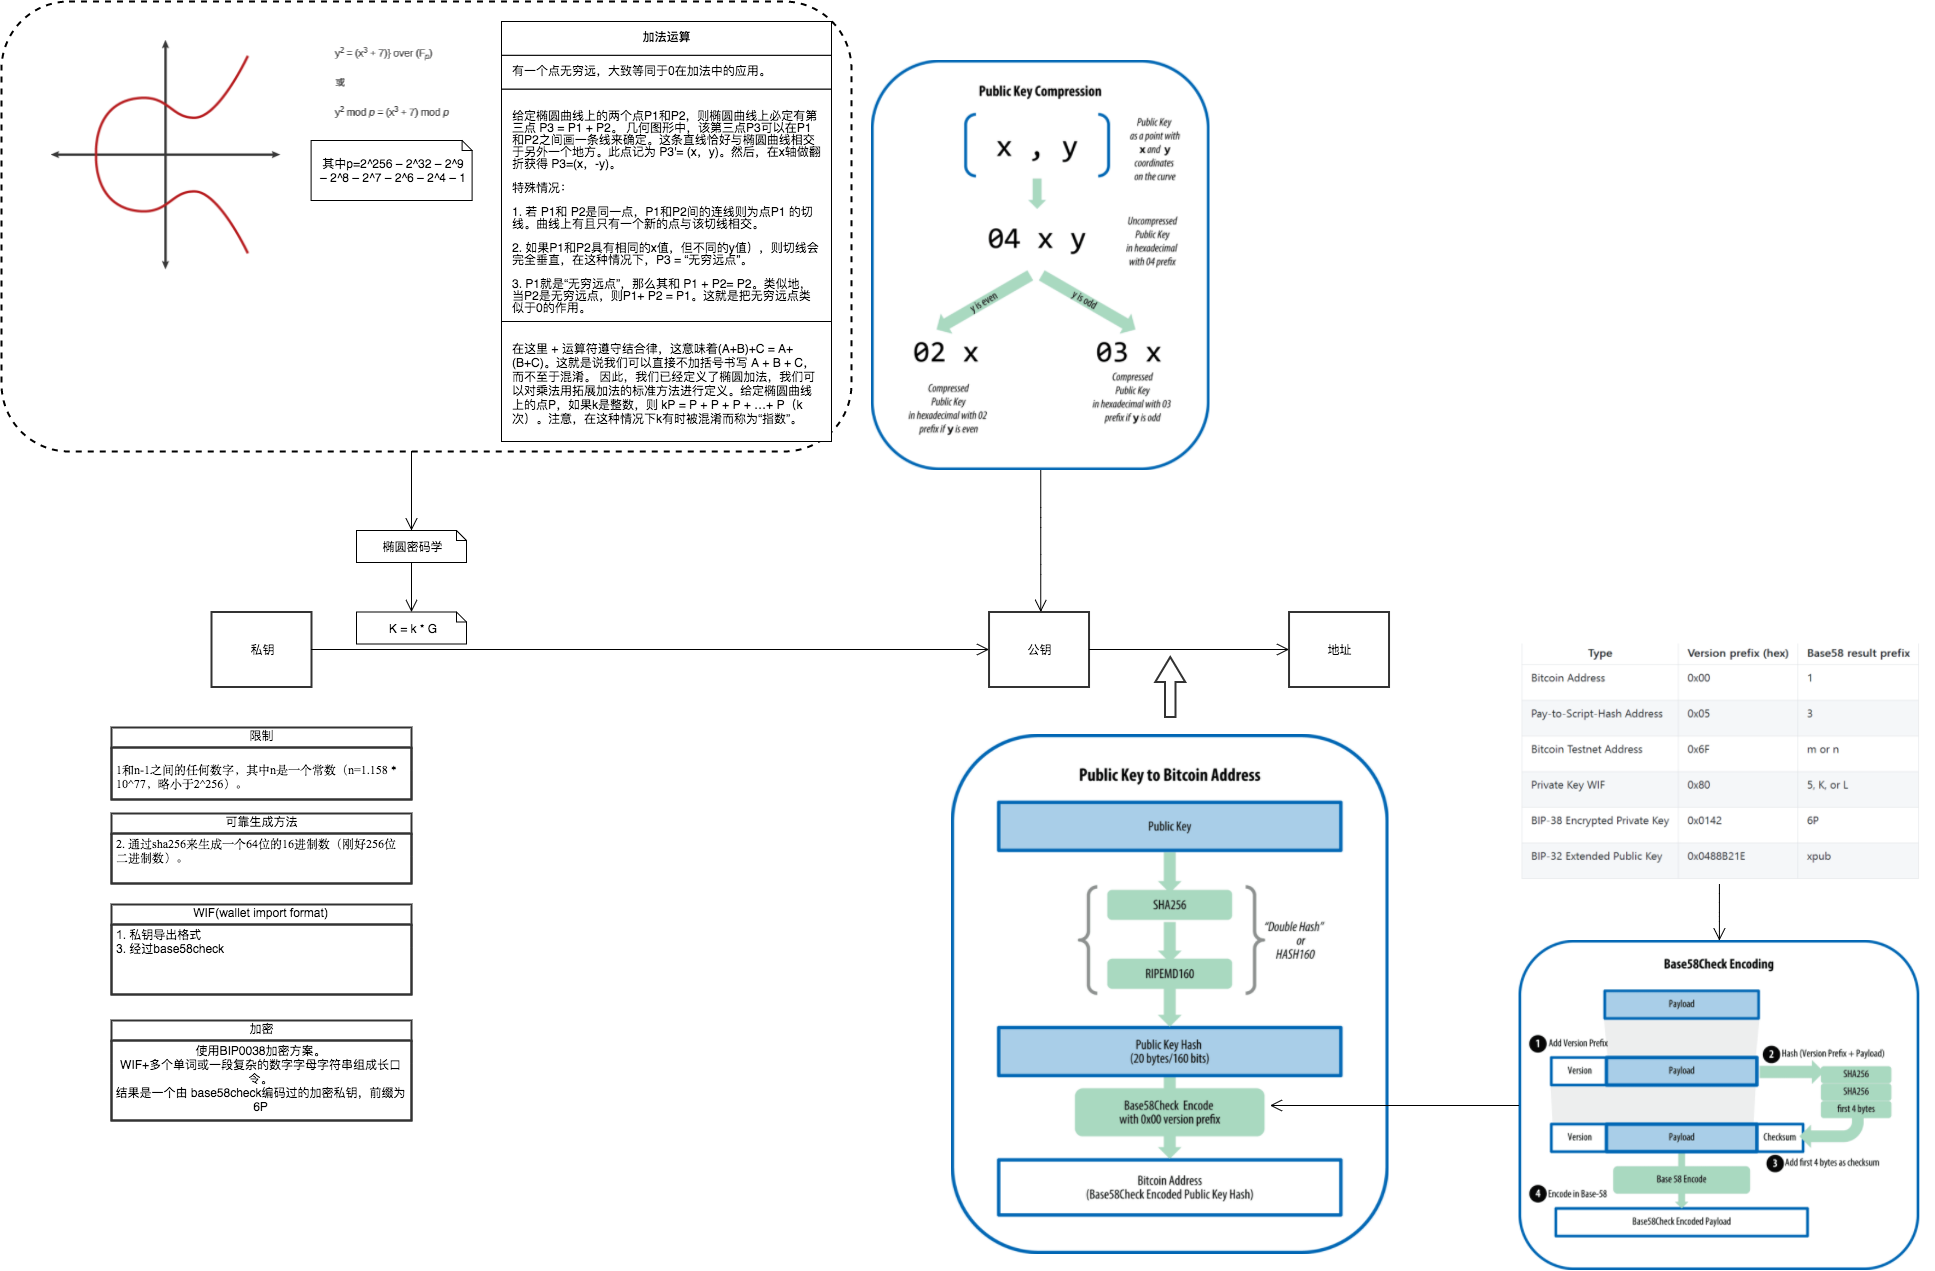 y² = (x³ + 7)} over (Fₚ)
或
y² mod p = (x³ + 7) mod p
其中p=2^256 – 2^32 – 2^9
– 2^8 – 2^7 – 2^6 – 2^4 – 1
加法运算
有一个点无穷远，大致等同于0在加法中的应用。
给定椭圆曲线上的两个点P1和P2，则椭圆曲线上必定有第
三点 P3 = P1 + P2。 几何图形中，该第三点P3可以在P1
和P2之间画一条线来确定。这条直线恰好与椭圆曲线相交
于另外一个地方。此点记为 P3'= (x，y)。然后，在x轴做翻
折获得 P3=(x，-y)。
特殊情况：
1. 若 P1和 P2是同一点，P1和P2间的连线则为点P1 的切
线。曲线上有且只有一个新的点与该切线相交。
2. 如果P1和P2具有相同的x值，但不同的y值），则切线会
完全垂直，在这种情况下，P3 = “无穷远点”。
3. P1就是“无穷远点”，那么其和 P1 + P2= P2。类似地，
当P2是无穷远点，则P1+ P2 = P1。这就是把无穷远点类
似于0的作用。
在这里 + 运算符遵守结合律，这意味着(A+B)+C = A+
(B+C)。这就是说我们可以直接不加括号书写 A + B + C，
而不至于混淆。 因此，我们已经定义了椭圆加法，我们可
以对乘法用拓展加法的标准方法进行定义。给定椭圆曲线
上的点P，如果k是整数，则 kP = P + P + P + …+ P（k
次）。注意，在这种情况下k有时被混淆而称为“指数”。
Public Key Compression
x , y
Public Key
as a point with
x and y
coordinates
on the curve
04 x y
Uncompressed
Public Key
in hexadecimal
with 04 prefix
y is even
y is odd
02 x
03 x
Compressed
Public Key
in hexadecimal with 02
prefix if y is even
Compressed
Public Key
in hexadecimal with 03
prefix if y is odd
椭圆密码学
K = k * G
私钥
公钥
地址
限制
1和n-1之间的任何数字，其中n是一个常数（n=1.158 *
10^77，略小于2^256）。
可靠生成方法
2. 通过sha256来生成一个64位的16进制数（刚好256位
二进制数）。
WIF(wallet import format)
1. 私钥导出格式
3. 经过base58check
加密
使用BIP0038加密方案。
WIF+多个单词或一段复杂的数字字母字符串组成长口
令。
结果是一个由 base58check编码过的加密私钥，前缀为
6P
Public Key to Bitcoin Address
Public Key
SHA256
RIPEMD160
“Double Hash”
or
HASH160
Public Key Hash
(20 bytes/160 bits)
Base58Check Encode
with 0x00 version prefix
Bitcoin Address
(Base58Check Encoded Public Key Hash)
Type Version prefix (hex) Base58 result prefix
Bitcoin Address 0x00 1
Pay-to-Script-Hash Address 0x05 3
Bitcoin Testnet Address 0x6F m or n
Private Key WIF 0x80 5, K, or L
BIP-38 Encrypted Private Key 0x0142 6P
BIP-32 Extended Public Key 0x0488B21E xpub
Base58Check Encoding
Payload
1 Add Version Prefix
2 Hash (Version Prefix + Payload)
Version Payload
SHA256
SHA256
first 4 bytes
Version Payload Checksum
3 Add first 4 bytes as checksum
Base 58 Encode
4 Encode in Base-58
Base58Check Encoded Payload